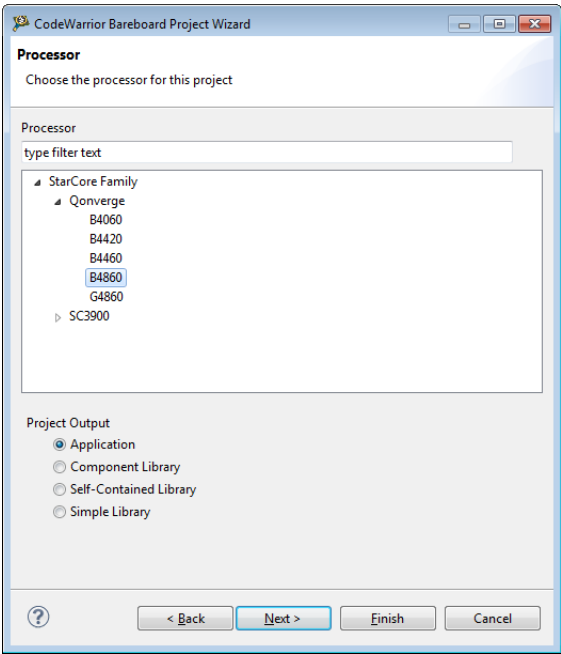 CodeWarrior Bareboard Project Wizard
Processor
Choose the processor for this project
Processor
type filter text
StarCore Family
Qonverge
B4060
B4420
B4460
B4860
G4860
SC3900
Project Output
Application
Component Library
Self-Contained Library
Simple Library
? < Back Next > Finish Cancel